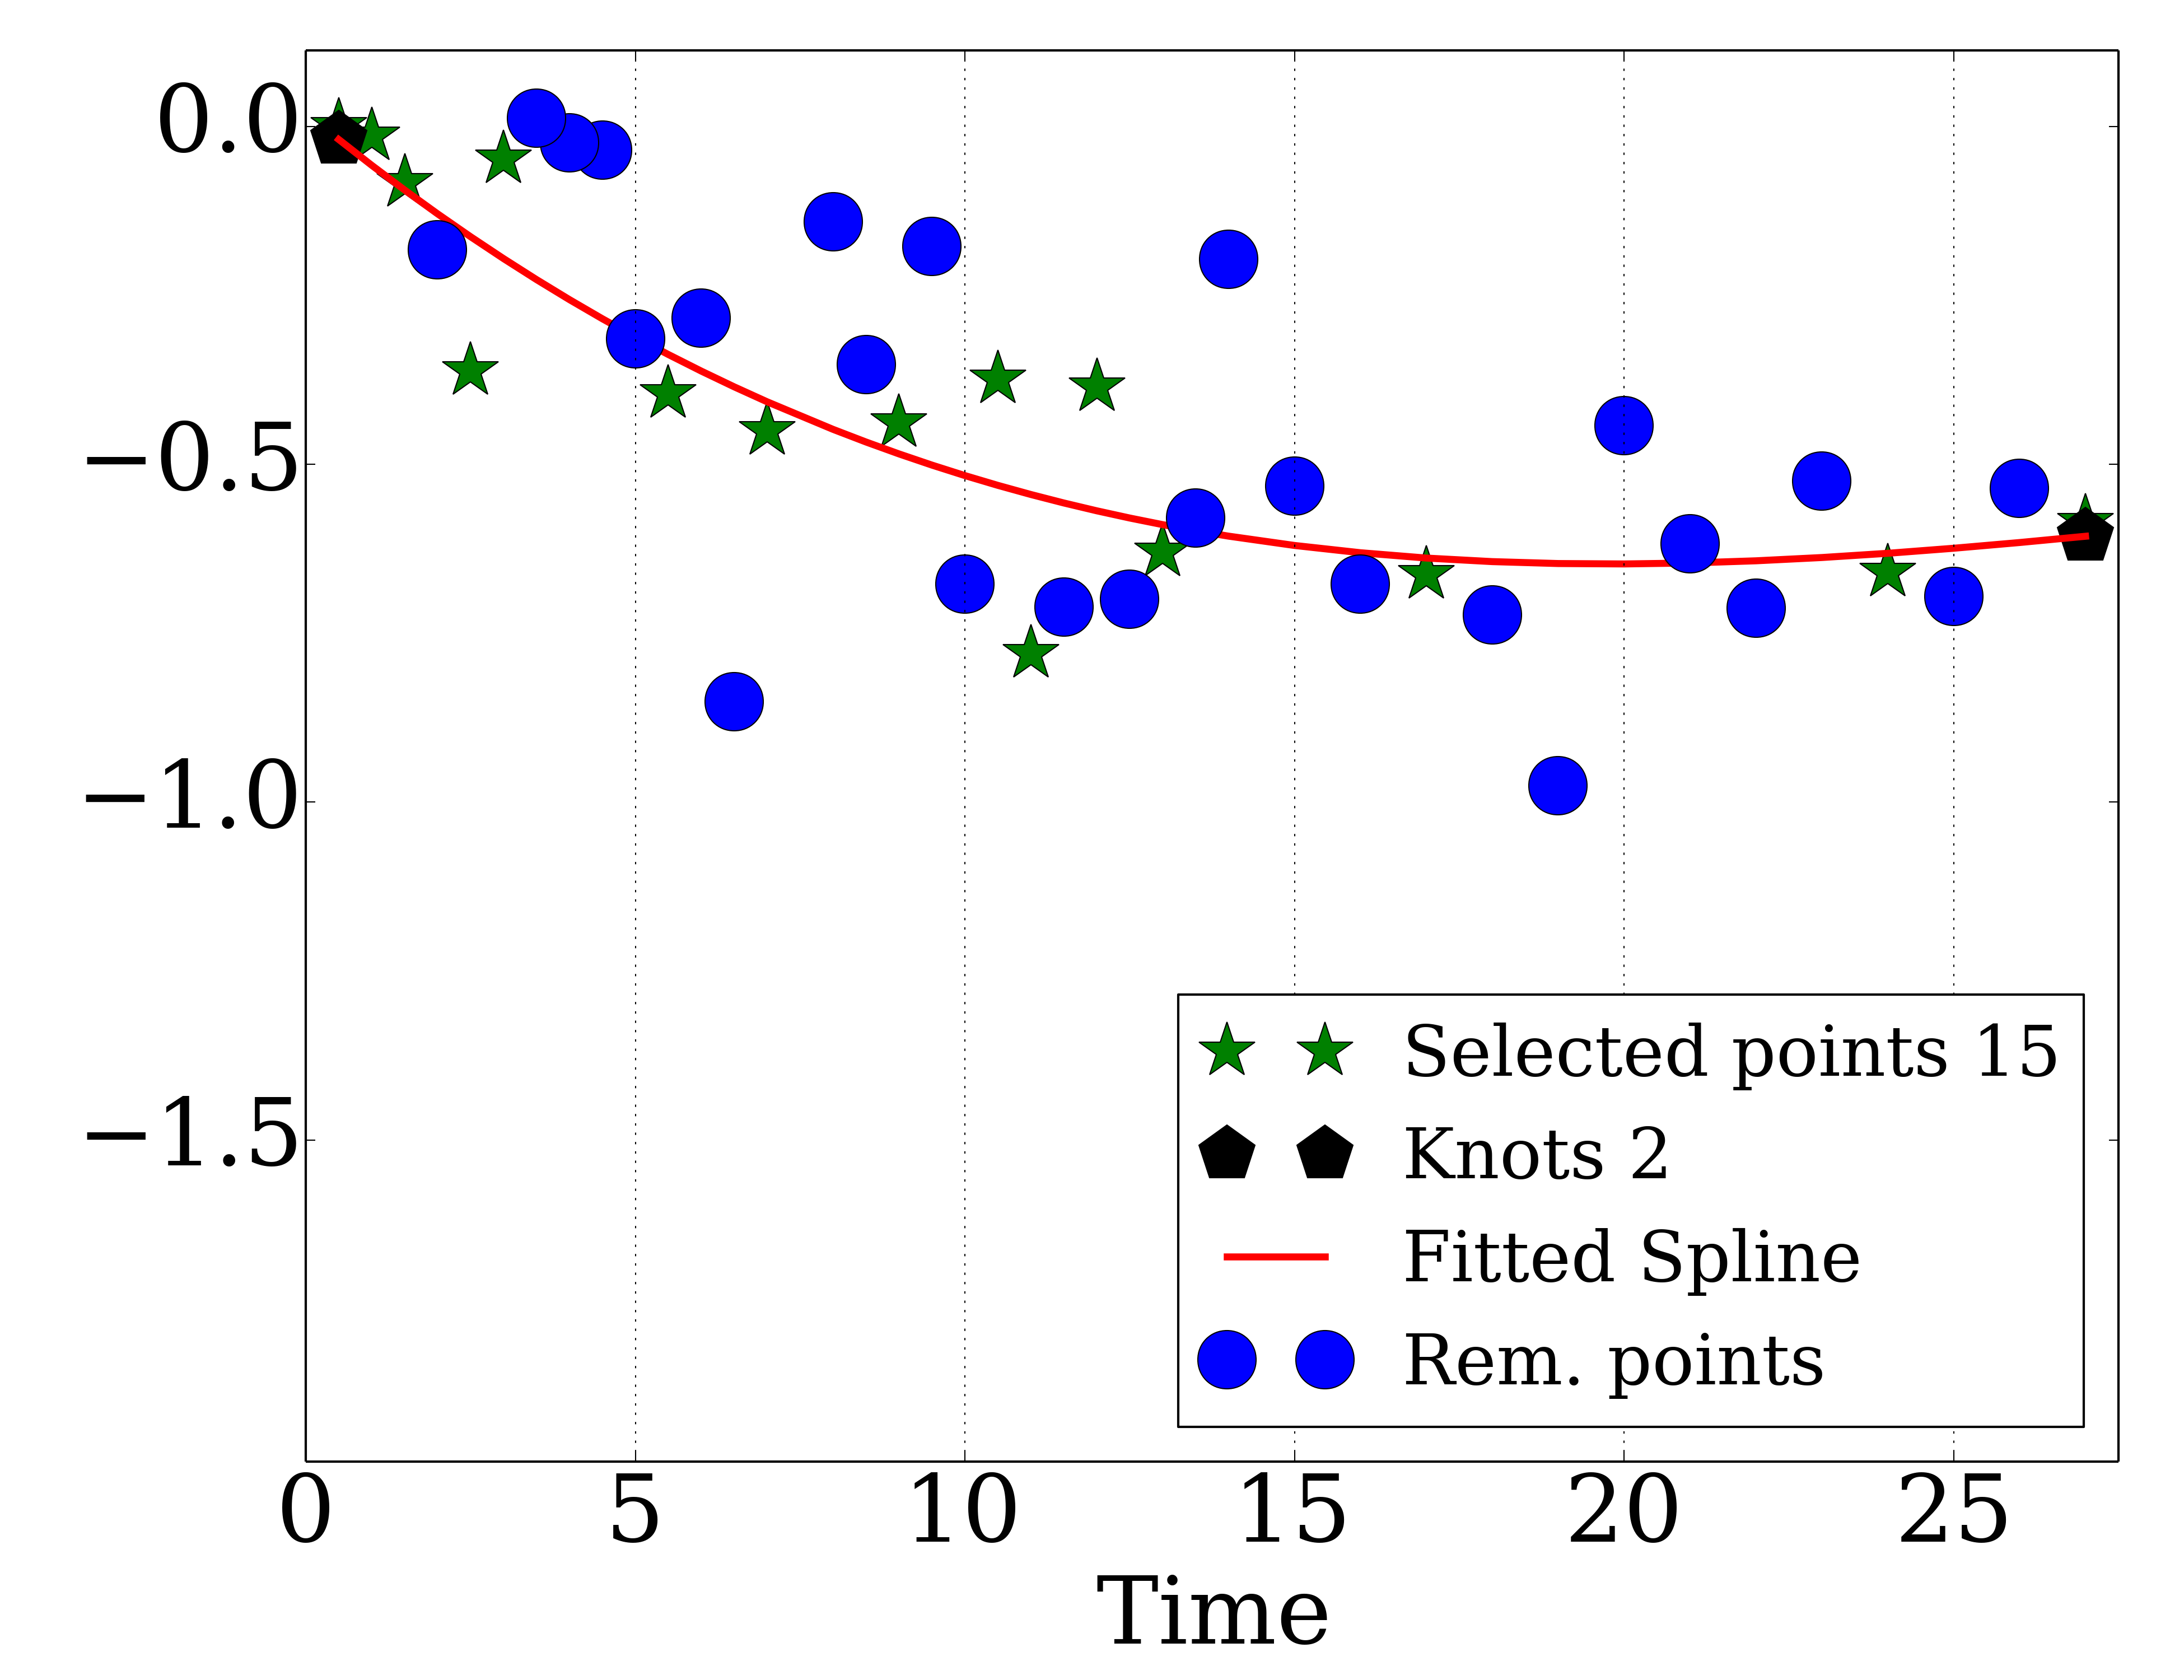 0.0
−0.5
−1.0
−1.5
Selected points 15
Knots 2
Fitted Spline
Rem. points
0 5 10 15 20 25
Time